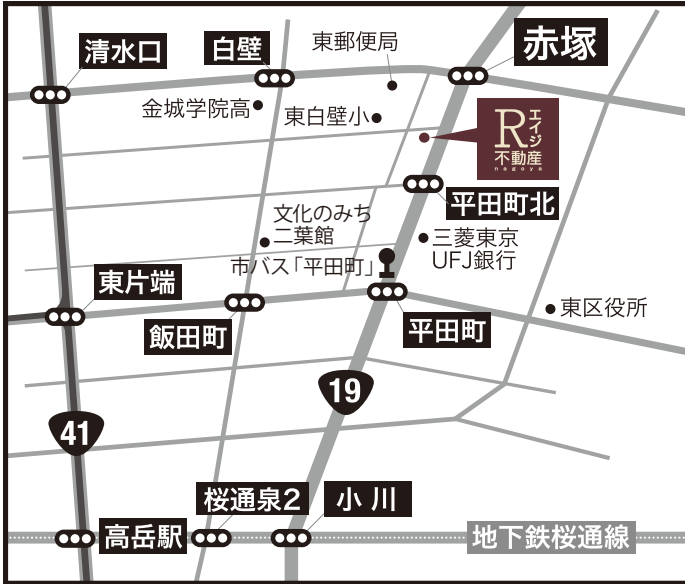 清水口
白壁
東郵便局
赤塚
金城学院高
東白壁小
Rエイジ
不動産
nagoya
平田町北
文化のみち
二葉館
三菱東京
UFJ銀行
市バス「平田町」
東片端
飯田町
平田町
東区役所
19
41
桜通泉2
小川
高岳駅
地下鉄桜通線